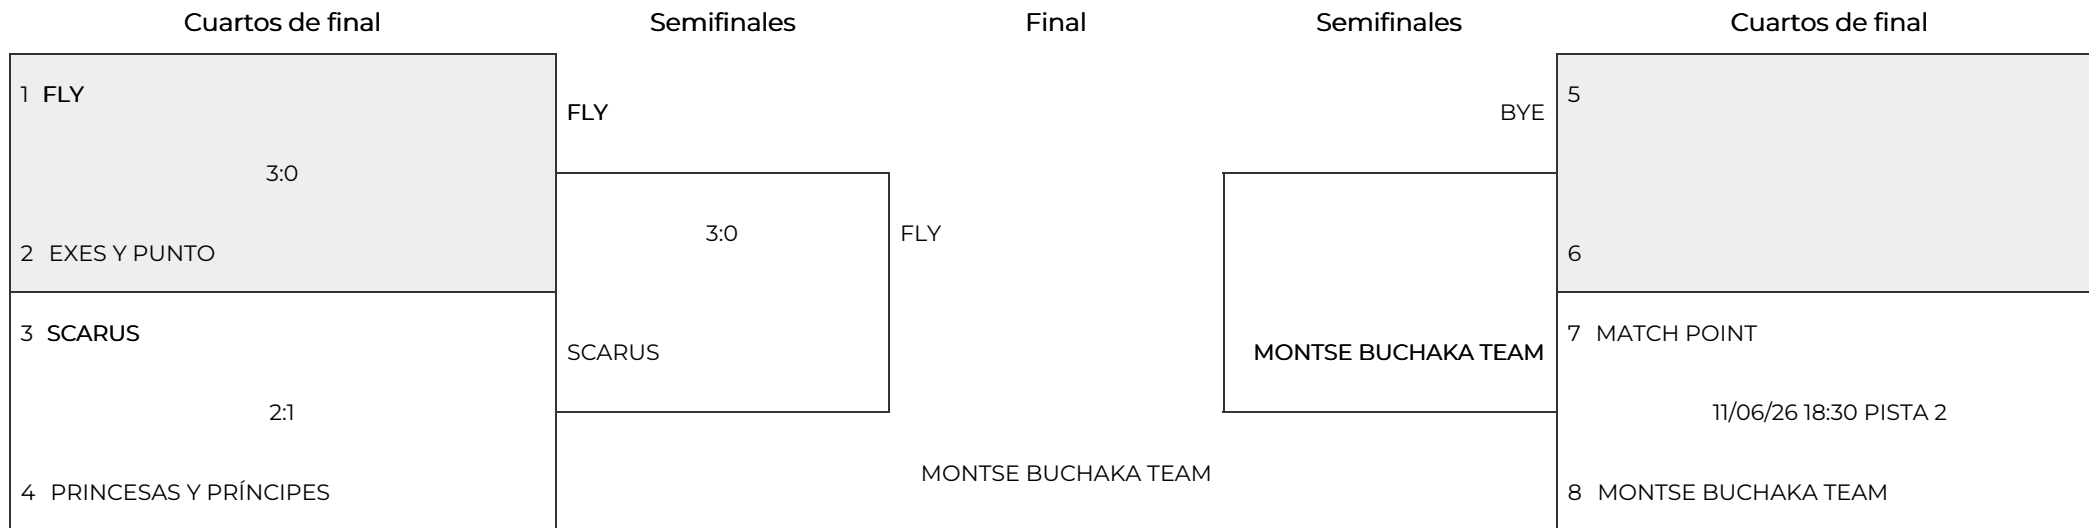 Cuartos de final
Semifinales
Final
Semifinales
Cuartos de final
1 FLY
3:0
2 EXES Y PUNTO
3 SCARUS
2:1
4 PRINCESAS Y PRÍNCIPES
FLY
3:0
SCARUS
FLY
MONTSE BUCHAKA TEAM
BYE
MONTSE BUCHAKA TEAM
5
6
7 MATCH POINT
11/06/26 18:30 PISTA 2
8 MONTSE BUCHAKA TEAM